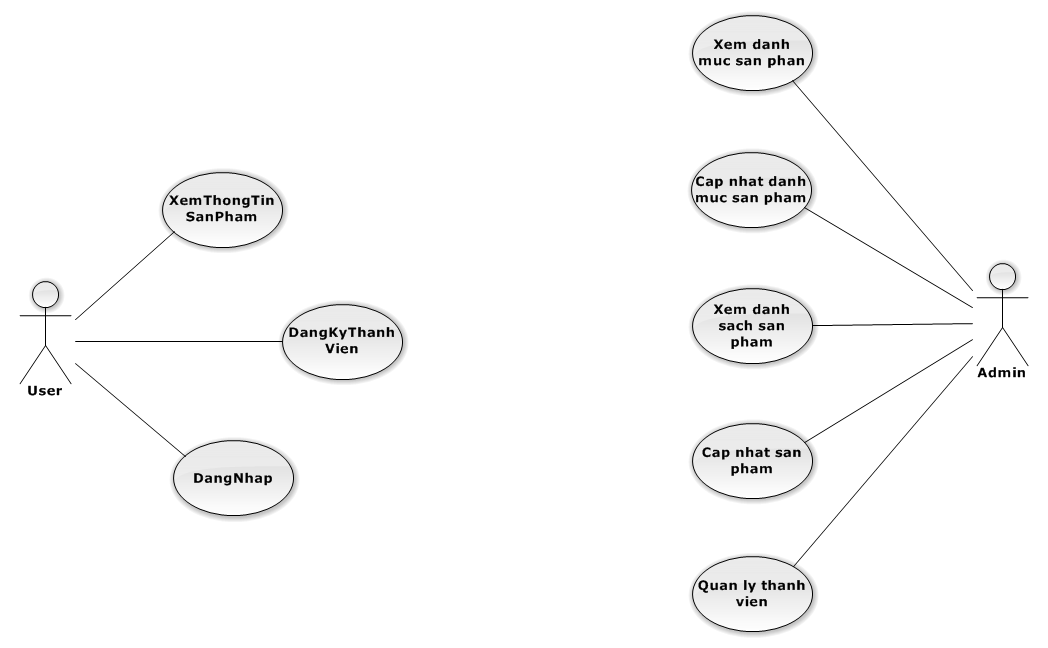 XemThongTin
SanPham
DangKyThanh
Vien
User
DangNhap
Xem danh
muc san phan
Cap nhat danh
muc san pham
Xem danh
sach san
pham
Admin
Cap nhat san
pham
Quan ly thanh
vien